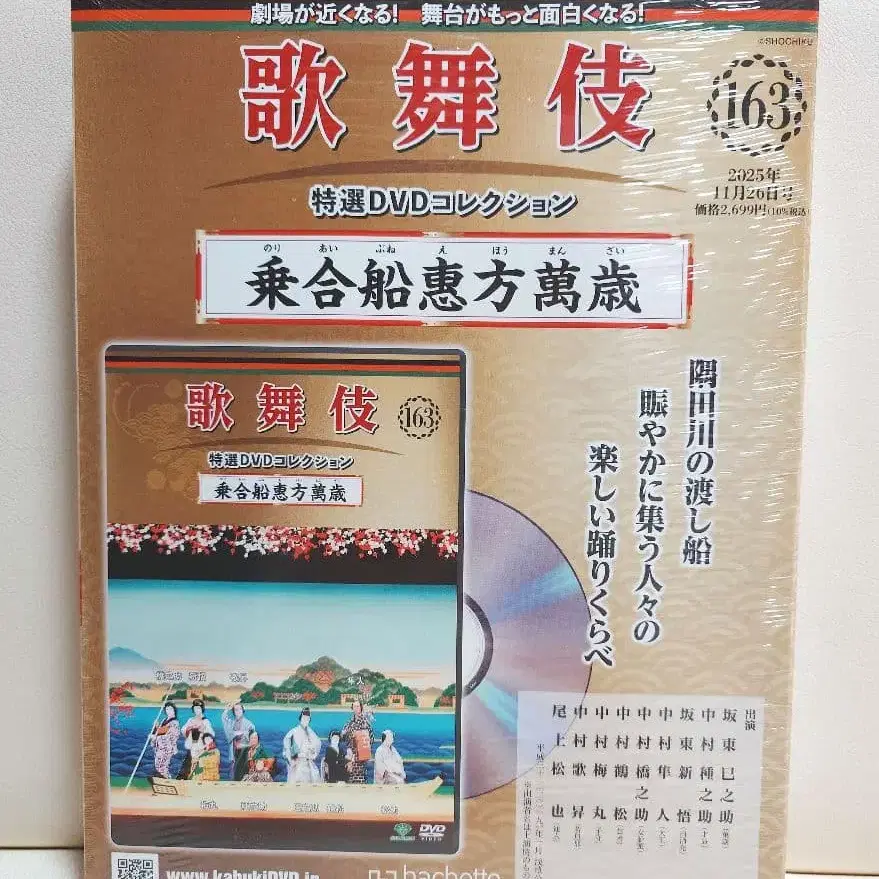 劇場が近くなる! 舞台がもっと面白くなる!
©SHOCHIKU
歌舞伎
163
2025年
11月26日号
価格2,699円(10%税込)
特選DVDコレクション
のりあいぶねえほうまんざい
乗合船惠方萬歳
隅田川の渡し船
賑やかに集う人々の
楽しい踊りくらべ
歌舞伎
163
特選DVDコレクション
乗合船惠方萬歳
隼人
DVD
VIDEO
出演
坂東巳之助
中村種之助
坂東新悟
中村隼人
中村橋之助
中村鶴松
中村梅丸
中村歌昇
尾上松也
www.kabukiDVD.jp
hachette